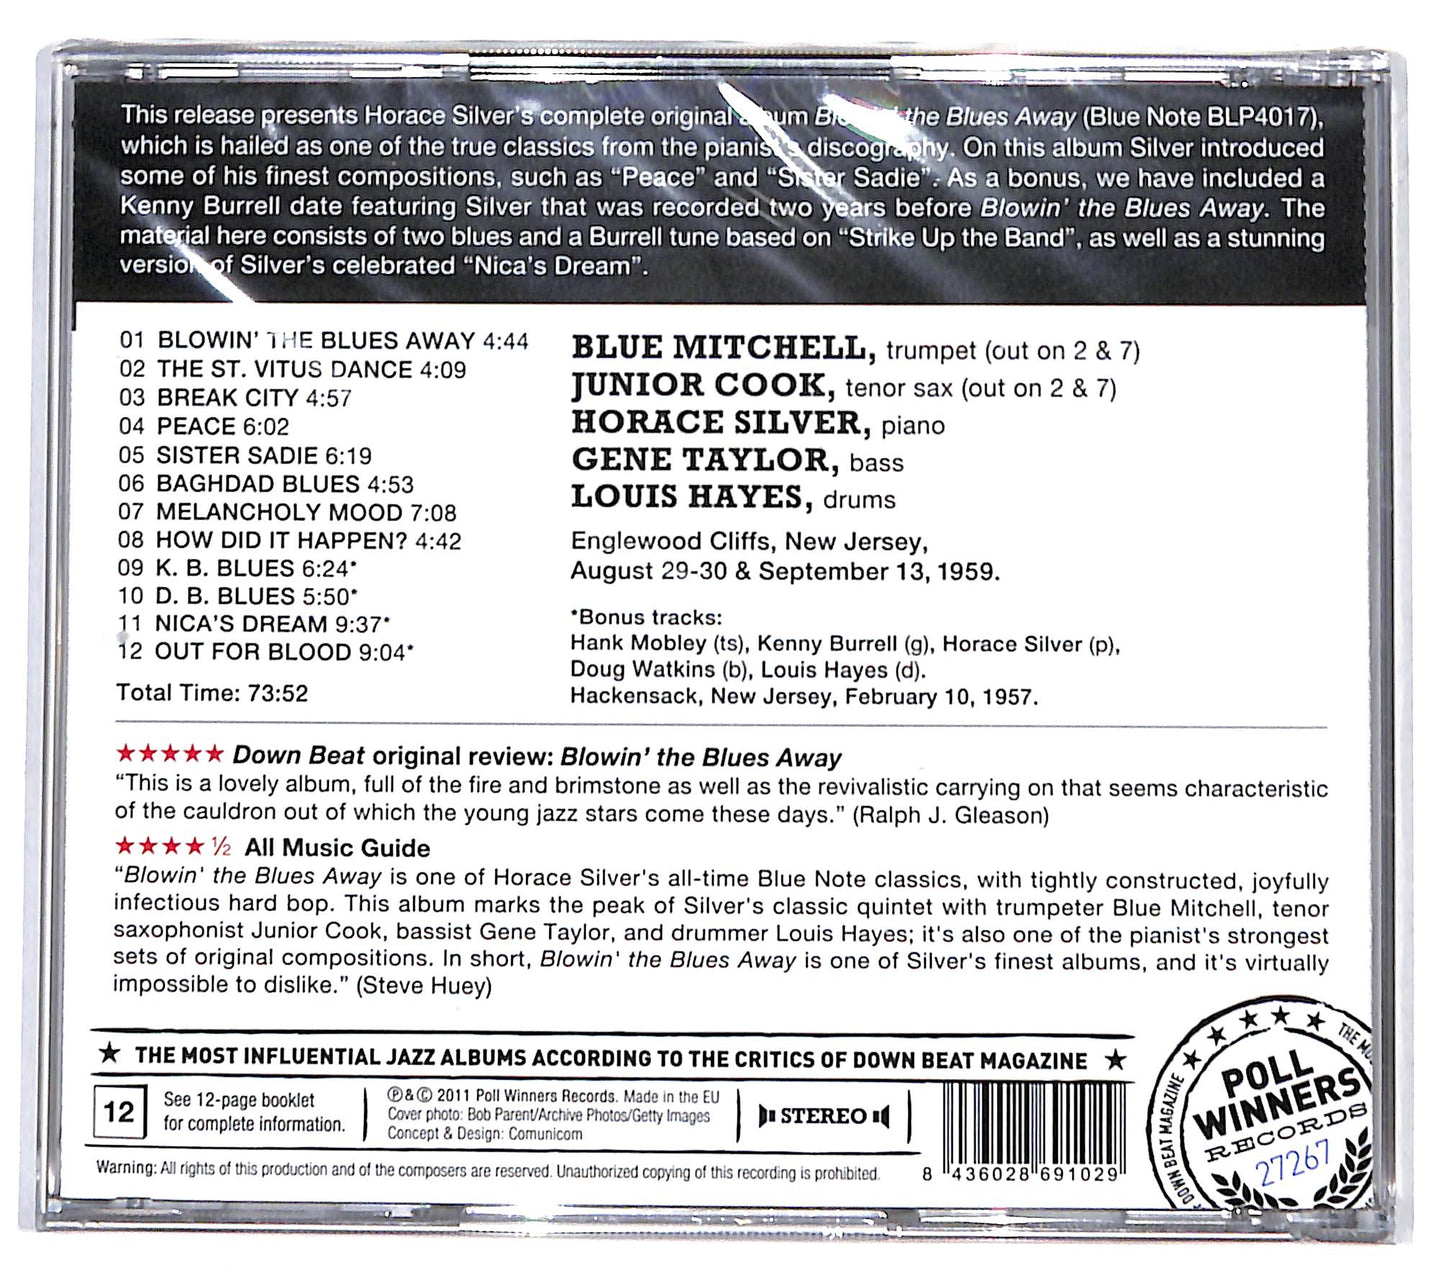 This release presents Horace Silver's complete original album Blowin' the Blues Away (Blue Note BLP4017),
which is hailed as one of the true classics from the pianist's discography. On this album Silver introduced
some of his finest compositions, such as “Peace” and “Sister Sadie”. As a bonus, we have included a
Kenny Burrell date featuring Silver that was recorded two years before Blowin' the Blues Away. The
material here consists of two blues and a Burrell tune based on “Strike Up the Band”, as well as a stunning
version of Silver's celebrated “Nica's Dream”.
01 BLOWIN' THE BLUES AWAY 4:44
02 THE ST. VITUS DANCE 4:09
03 BREAK CITY 4:57
04 PEACE 6:02
05 SISTER SADIE 6:19
06 BAGHDAD BLUES 4:53
07 MELANCHOLY MOOD 7:08
08 HOW DID IT HAPPEN? 4:42
09 K. B. BLUES 6:24*
10 D. B. BLUES 5:50*
11 NICA'S DREAM 9:37*
12 OUT FOR BLOOD 9:04*
Total Time: 73:52
BLUE MITCHELL, trumpet (out on 2 & 7)
JUNIOR COOK, tenor sax (out on 2 & 7)
HORACE SILVER, piano
GENE TAYLOR, bass
LOUIS HAYES, drums
Englewood Cliffs, New Jersey,
August 29-30 & September 13, 1959.
*Bonus tracks:
Hank Mobley (ts), Kenny Burrell (g), Horace Silver (p),
Doug Watkins (b), Louis Hayes (d).
Hackensack, New Jersey, February 10, 1957.
★★★★★ Down Beat original review: Blowin' the Blues Away
“This is a lovely album, full of the fire and brimstone as well as the revivalistic carrying on that seems characteristic
of the cauldron out of which the young jazz stars come these days.” (Ralph J. Gleason)
★★★★ ½ All Music Guide
“Blowin' the Blues Away is one of Horace Silver's all-time Blue Note classics, with tightly constructed, joyfully
infectious hard bop. This album marks the peak of Silver's classic quintet with trumpeter Blue Mitchell, tenor
saxophonist Junior Cook, bassist Gene Taylor, and drummer Louis Hayes; it's also one of the pianist's strongest
sets of original compositions. In short, Blowin' the Blues Away is one of Silver's finest albums, and it's virtually
impossible to dislike.” (Steve Huey)
★ THE MOST INFLUENTIAL JAZZ ALBUMS ACCORDING TO THE CRITICS OF DOWN BEAT MAGAZINE ★
12
See 12-page booklet
for complete information.
℗&© 2011 Poll Winners Records. Made in the EU
Cover photo: Bob Parent/Archive Photos/Getty Images
Concept & Design: Comunicom
STEREO
Warning: All rights of this production and of the composers are reserved. Unauthorized copying of this recording is prohibited.
8 436028 691029
DOWN BEAT MAGAZINE ★ ★ ★ ★ ★ THE
POLL
WINNERS
RECORDS
27267